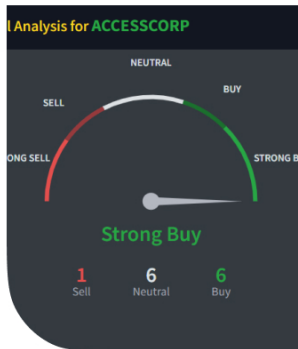 l Analysis for ACCESSCORP
NEUTRAL
SELL BUY
ONG SELL STRONG B
Strong Buy
1 6 6
Sell Neutral Buy